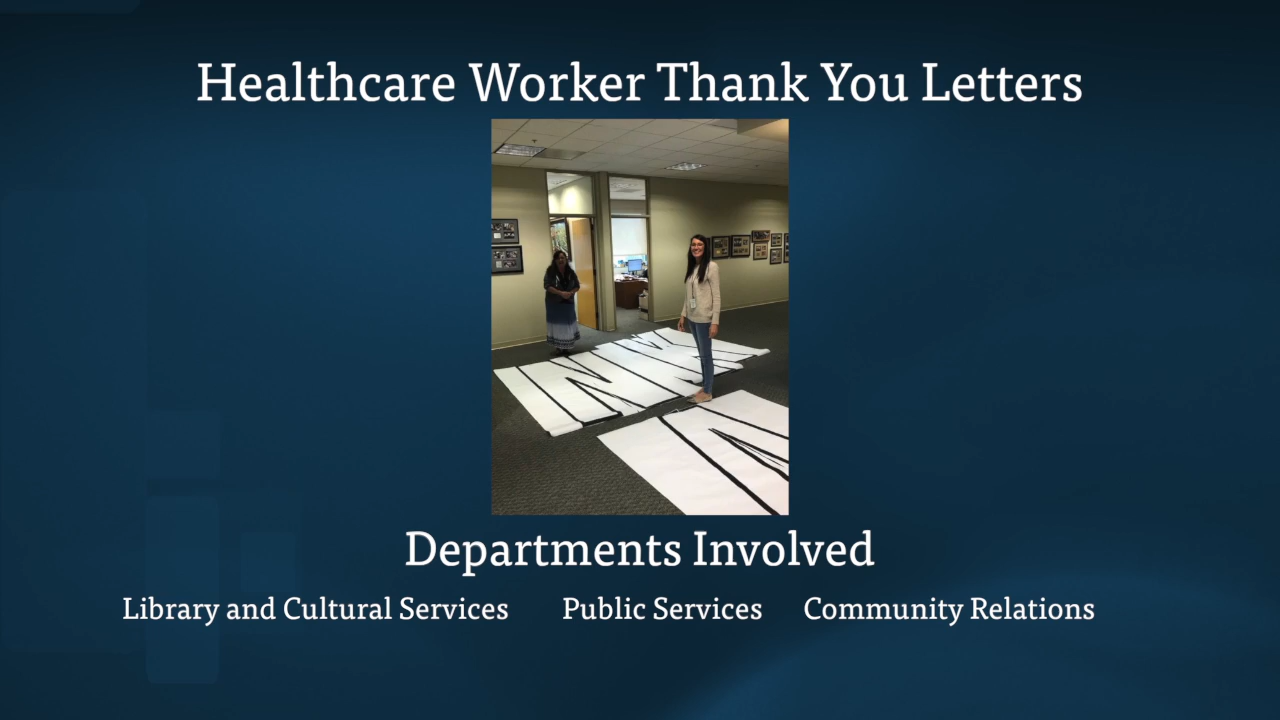 Healthcare Worker Thank You Letters
Departments Involved
Library and Cultural Services Public Services Community Relations